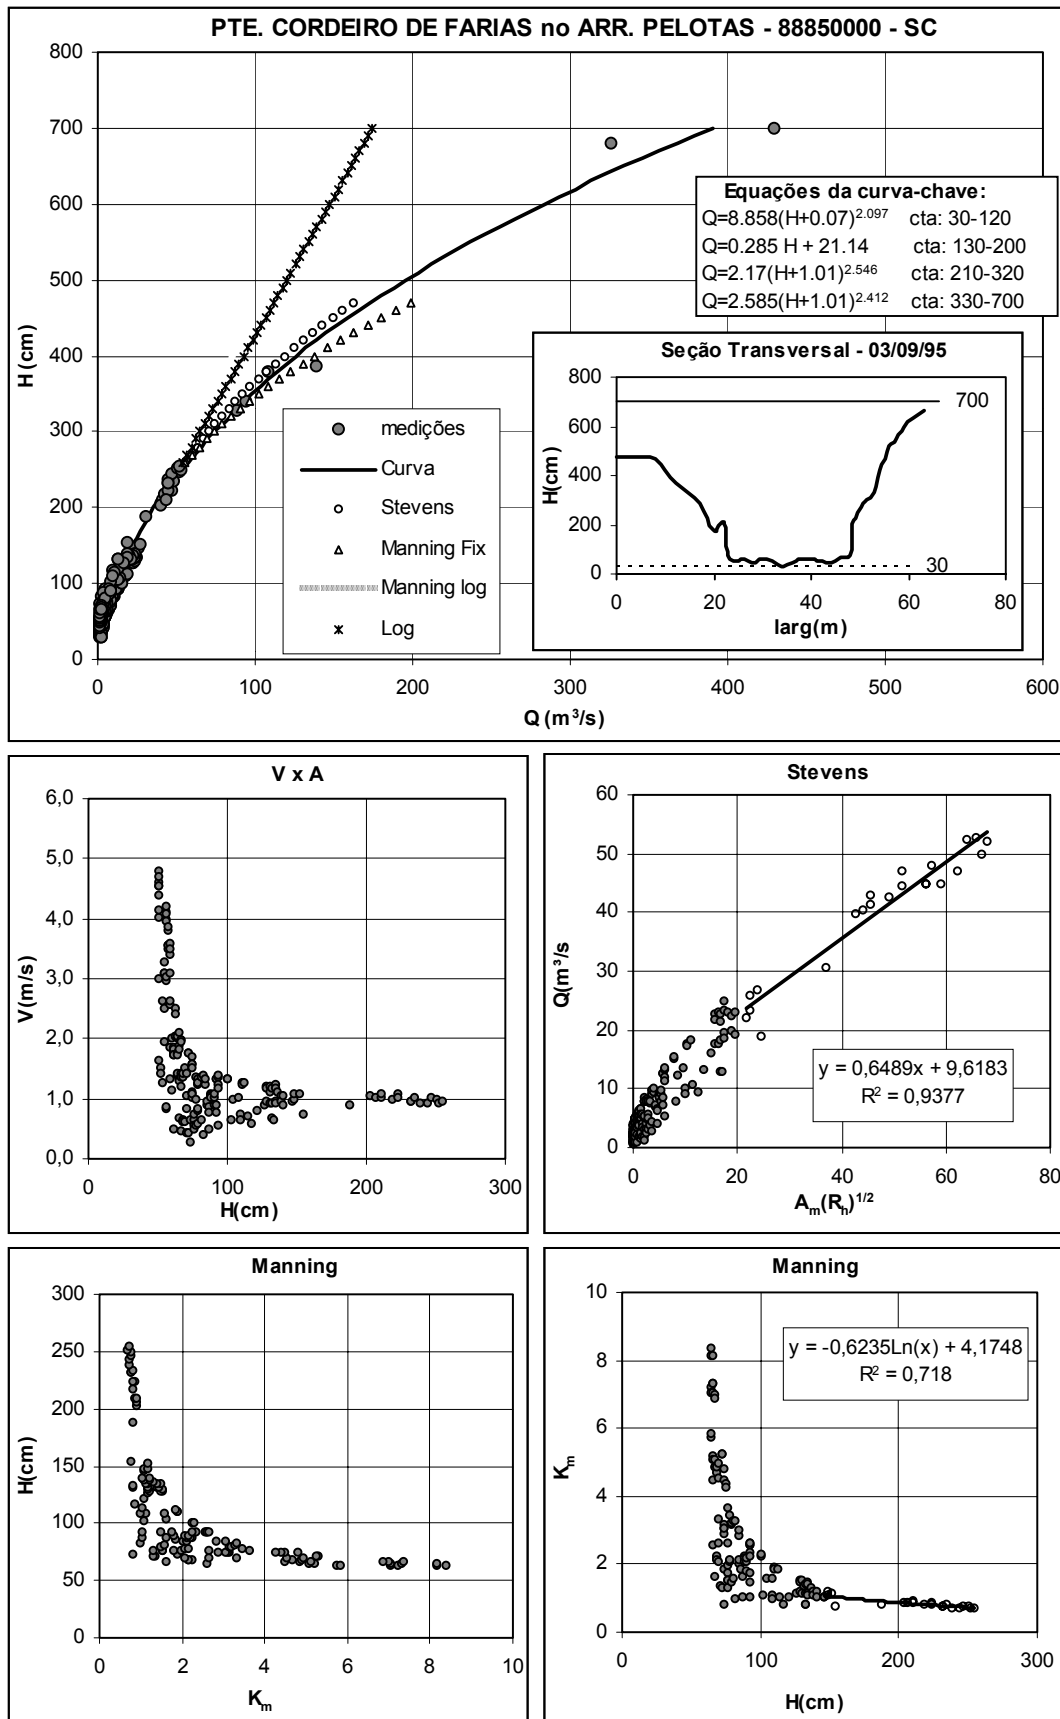 PTE. CORDEIRO DE FARIAS no ARR. PELOTAS - 88850000 - SC
800
700
600
500
400
300
200
100
0
H (cm)
0 100 200 300 400 500 600
Q (m³/s)
Equações da curva-chave:
Q=8.858(H+0.07)^2.097 cta: 30-120
Q=0.285 H + 21.14 cta: 130-200
Q=2.17(H+1.01)^2.546 cta: 210-320
Q=2.585(H+1.01)^2.412 cta: 330-700
medições
Curva
Stevens
Manning Fix
Manning log
Log
Seção Transversal - 03/09/95
800
600
400
200
0
H(cm)
700
30
0 20 40 60 80
larg(m)
V x A
6,0
5,0
4,0
3,0
2,0
1,0
0,0
V(m/s)
0 100 200 300
H(cm)
Stevens
60
50
40
30
20
10
0
Q(m³/s
y = 0,6489x + 9,6183
R² = 0,9377
0 20 40 60 80
Aₘ(Rₕ)^1/2
Manning
300
250
200
150
100
50
0
H(cm)
0 2 4 6 8 10
Kₘ
Manning
10
8
6
4
2
0
Kₘ
y = -0,6235Ln(x) + 4,1748
R² = 0,718
0 100 200 300
H(cm)